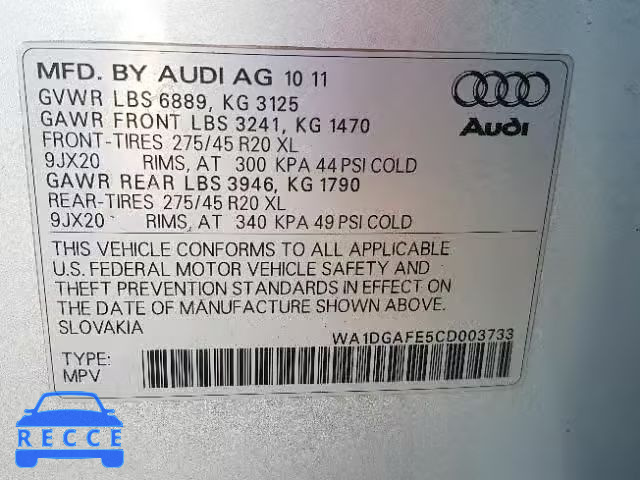 MFD. BY AUDI AG 10 11
GVWR LBS 6889, KG 3125
GAWR FRONT LBS 3241, KG 1470
FRONT-TIRES 275/45 R20 XL
9JX20 RIMS, AT 300 KPA 44 PSI COLD
GAWR REAR LBS 3946, KG 1790
REAR-TIRES 275/45 R20 XL
9JX20 RIMS, AT 340 KPA 49 PSI COLD
Audi
THIS VEHICLE CONFORMS TO ALL APPLICABLE
U.S. FEDERAL MOTOR VEHICLE SAFETY AND
THEFT PREVENTION STANDARDS IN EFFECT ON
THE DATE OF MANUFACTURE SHOWN ABOVE.
SLOVAKIA
WA1DGAFE5CD003733
TYPE:
MPV
RECCE